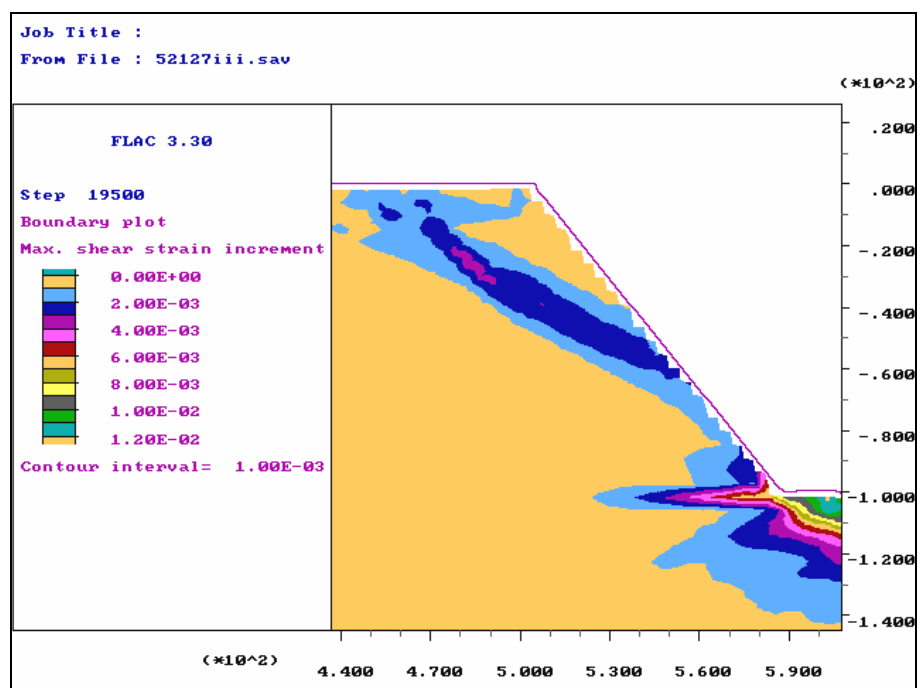 Job Title :
From File : 52127iii.sav
(*10^2)
FLAC 3.30
Step 19500
Boundary plot
Max. shear strain increment
0.00E+00
2.00E-03
4.00E-03
6.00E-03
8.00E-03
1.00E-02
1.20E-02
Contour interval= 1.00E-03
.200
.000
-.200
-.400
-.600
-.800
-1.000
-1.200
-1.400
(*10^2)
4.400 4.700 5.000 5.300 5.600 5.900